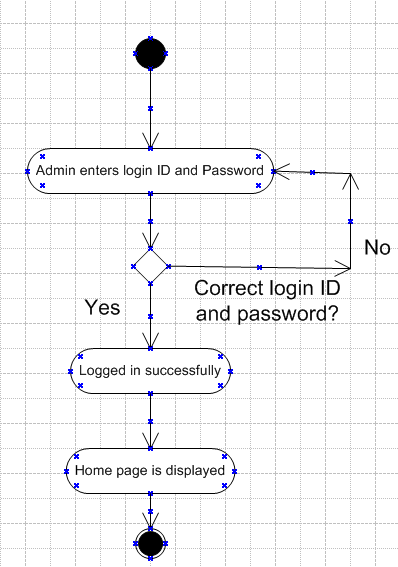 Admin enters login ID and Password
No
Correct login ID
and password?
Yes
Logged in successfully
Home page is displayed